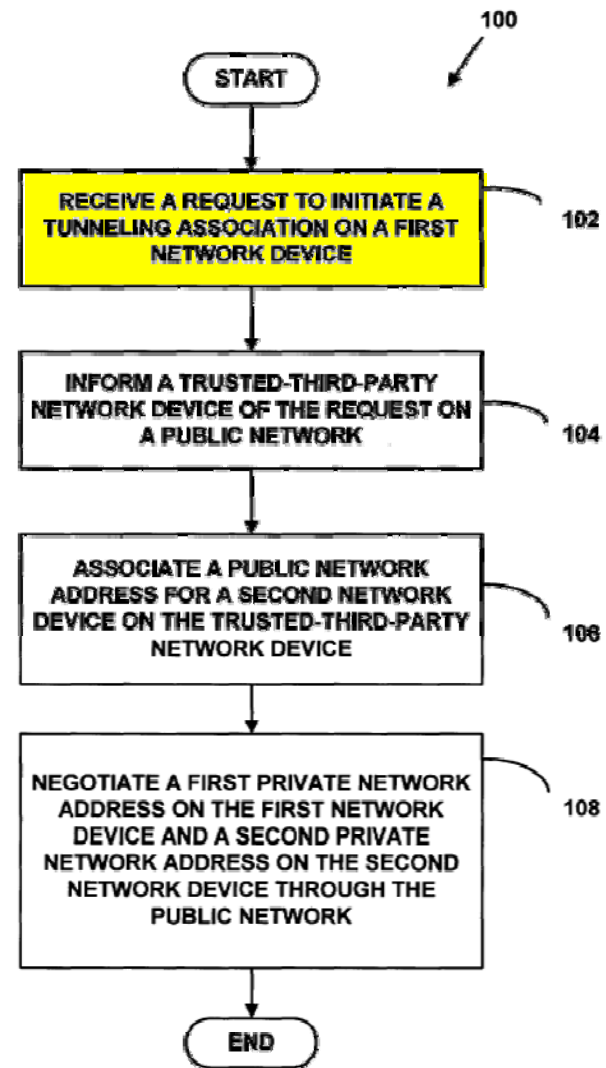 100
START
RECEIVE A REQUEST TO INITIATE A
TUNNELING ASSOCIATION ON A FIRST
NETWORK DEVICE
102
INFORM A TRUSTED-THIRD-PARTY
NETWORK DEVICE OF THE REQUEST ON
A PUBLIC NETWORK
104
ASSOCIATE A PUBLIC NETWORK
ADDRESS FOR A SECOND NETWORK
DEVICE ON THE TRUSTED-THIRD-PARTY
NETWORK DEVICE
106
NEGOTIATE A FIRST PRIVATE NETWORK
ADDRESS ON THE FIRST NETWORK
DEVICE AND A SECOND PRIVATE
NETWORK ADDRESS ON THE SECOND
NETWORK DEVICE THROUGH THE
PUBLIC NETWORK
108
END